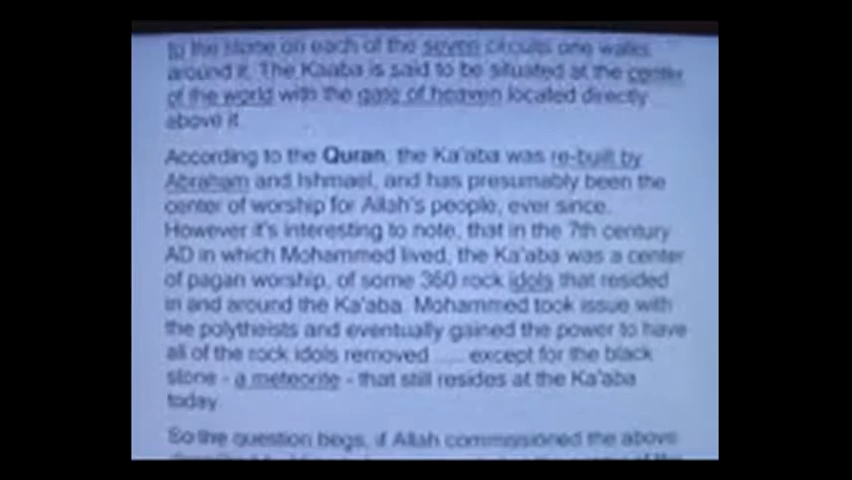 to the stone on each of the seven circuits one walks
around it. The Kaaba is said to be situated at the center
of the world with the gate of heaven located directly
above it.
According to the Quran, the Ka'aba was re-built by
Abraham and Ishmael, and has presumably been the
center of worship for Allah's people, ever since.
However it's interesting to note, that in the 7th century
AD in which Mohammed lived, the Ka'aba was a center
of pagan worship, of some 360 rock idols that resided
in and around the Ka'aba. Mohammed took issue with
the polytheists and eventually gained the power to have
all of the rock idols removed .... except for the black
stone - a meteorite - that still resides at the Ka'aba
today.
So the question begs, if Allah commissioned the above